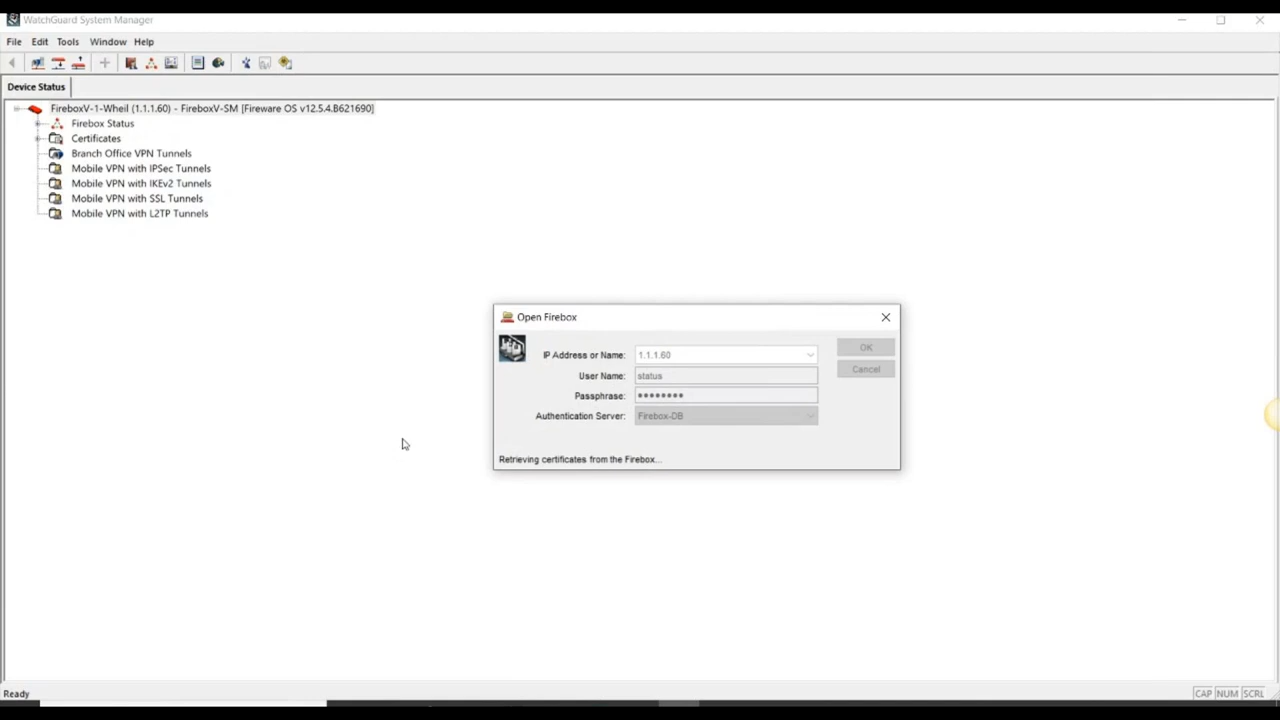 WatchGuard System Manager
File Edit Tools Window Help
Device Status
FireboxV-1-Wheil (1.1.1.60) - FireboxV-SM [Fireware OS v12.5.4.B621690]
Firebox Status
Certificates
Branch Office VPN Tunnels
Mobile VPN with IPSec Tunnels
Mobile VPN with IKEv2 Tunnels
Mobile VPN with SSL Tunnels
Mobile VPN with L2TP Tunnels
Open Firebox
IP Address or Name: 1.1.1.60 OK
User Name: status Cancel
Passphrase: ••••••••
Authentication Server: Firebox-DB
Retrieving certificates from the Firebox...
Ready CAP NUM SCRL